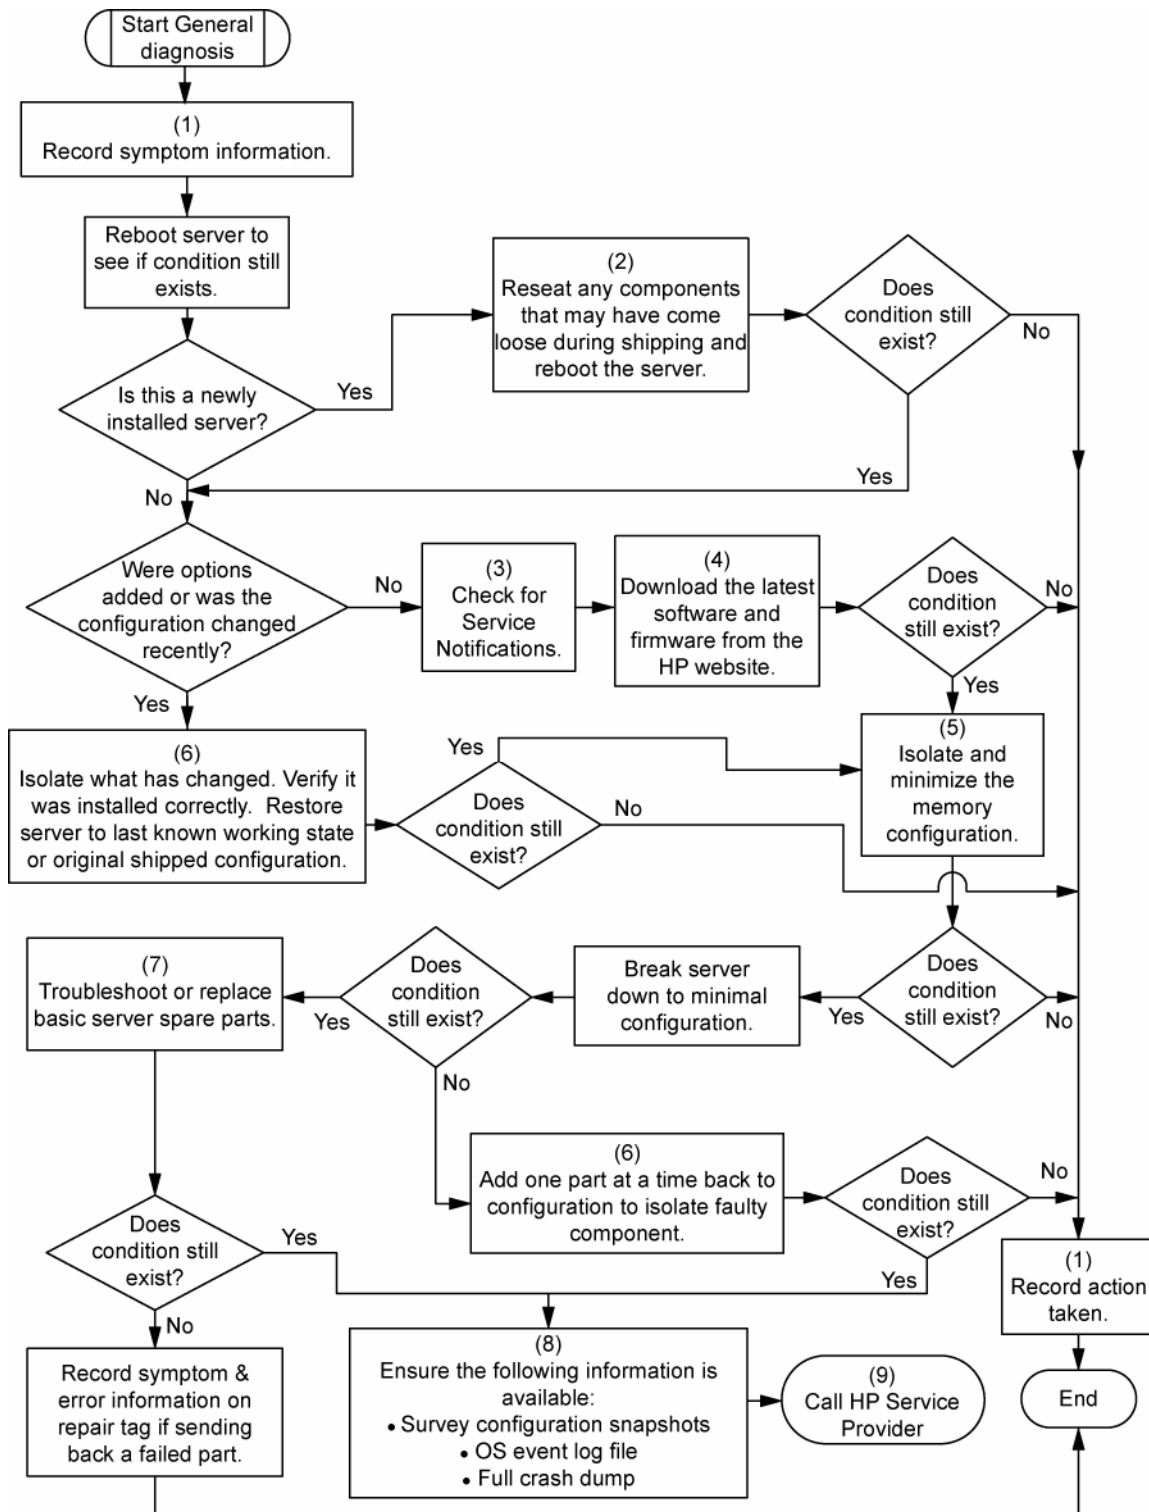 Start General
diagnosis
(1)
Record symptom information.
Reboot server to
see if condition still
exists.
(2)
Reseat any components
that may have come
loose during shipping and
reboot the server.
Does
condition still
exist?
No
Yes
Is this a newly
installed server?
Yes
No
Were options
added or was the
configuration changed
recently?
No
(3)
Check for
Service
Notifications.
(4)
Download the latest
software and
firmware from the
HP website.
Does
condition
still exist?
No
Yes
Yes
(6)
Isolate what has changed. Verify it
was installed correctly. Restore
server to last known working state
or original shipped configuration.
Yes
Does
condition still
exist?
No
(5)
Isolate and
minimize the
memory
configuration.
(7)
Troubleshoot or replace
basic server spare parts.
Yes
Does
condition
still exist?
No
Break server
down to minimal
configuration.
Yes
Does
condition
still exist?
No
(6)
Add one part at a time back to
configuration to isolate faulty
component.
Does
condition still
exist?
No
Yes
Does
condition still
exist?
Yes
No
(1)
Record action
taken.
Record symptom &
error information on
repair tag if sending
back a failed part.
(8)
Ensure the following information is
available:
• Survey configuration snapshots
• OS event log file
• Full crash dump
(9)
Call HP Service
Provider
End